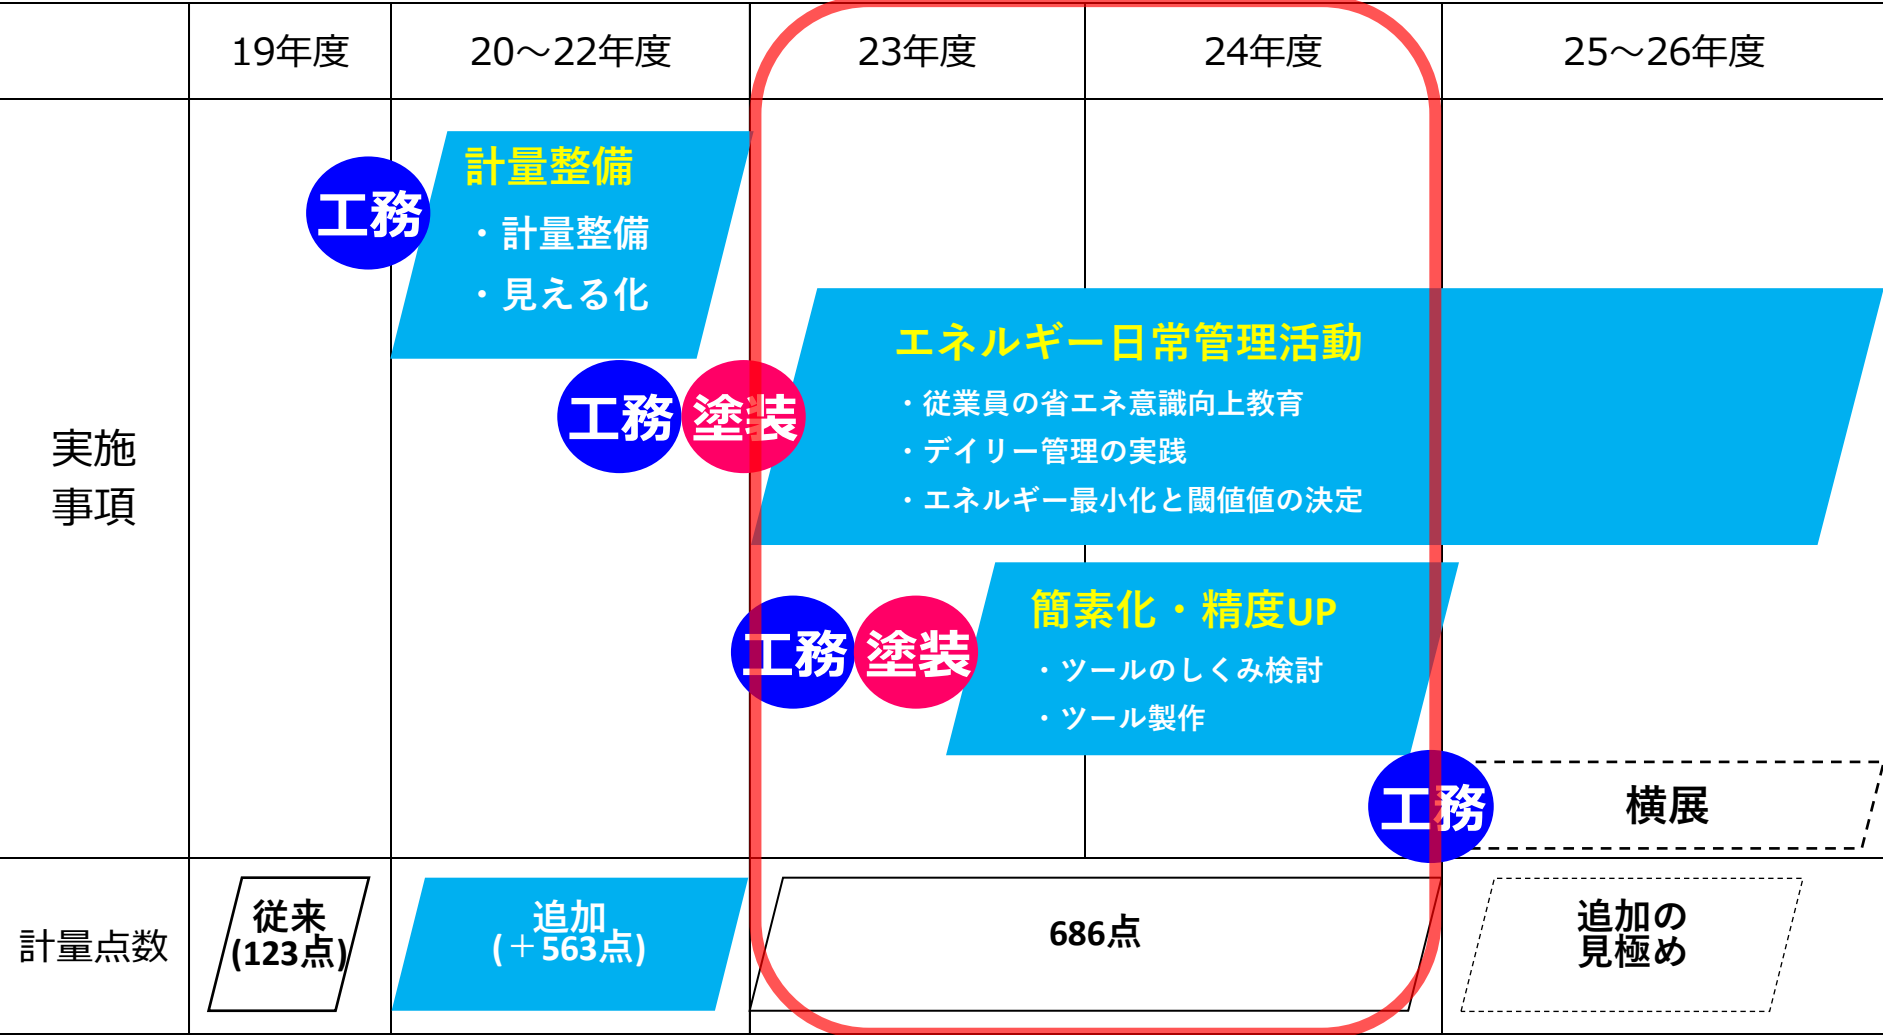 19年度
20～22年度
23年度
24年度
25～26年度
実施
事項
工務
計量整備
・計量整備
・見える化
工務
塗装
エネルギー日常管理活動
・従業員の省エネ意識向上教育
・デイリー管理の実践
・エネルギー最小化と閾値値の決定
工務
塗装
簡素化・精度UP
・ツールのしくみ検討
・ツール製作
工務
横展
計量点数
従来
(123点)
追加
(＋563点)
686点
追加の
見極め